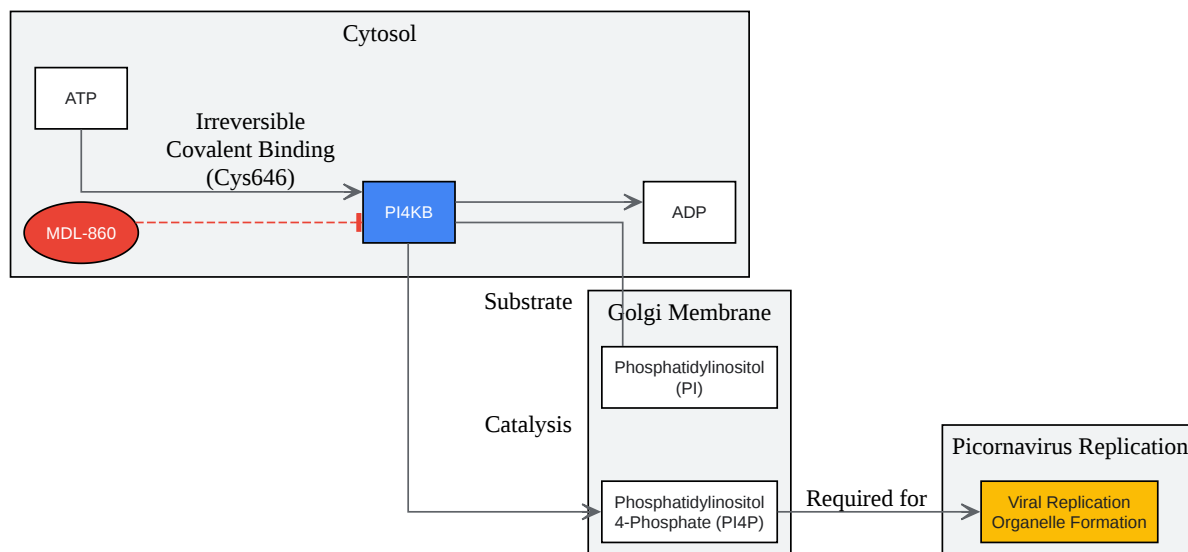 Cytosol
ATP
Irreversible
Covalent Binding
(Cys646)
PI4KB
ADP
MDL-860
Substrate
Golgi Membrane
Phosphatidylinositol
(PI)
Catalysis
Picornavirus Replication
Phosphatidylinositol
4-Phosphate (PI4P)
Required for
Viral Replication
Organelle Formation